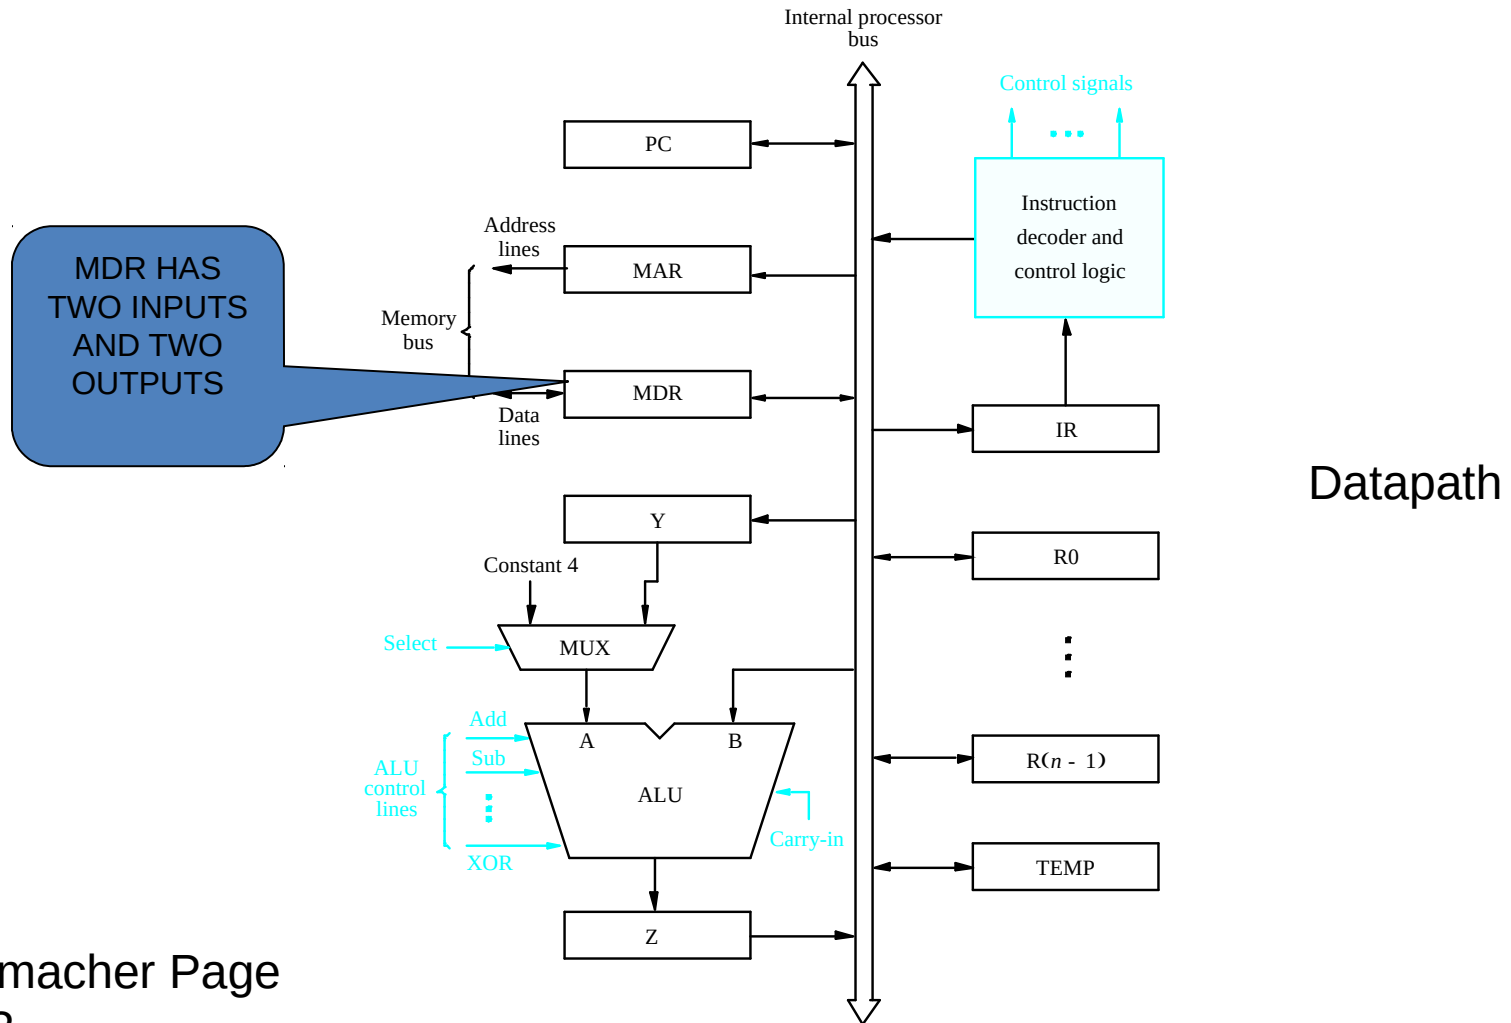 Internal processor
bus
Control signals
PC
Instruction
decoder and
control logic
Address
lines
MAR
MDR HAS
TWO INPUTS
AND TWO
OUTPUTS
Memory
bus
MDR
Data
lines
IR
Datapath
Y
Constant 4
R0
Select
MUX
Add
A
B
Sub
ALU
control
lines
ALU
R(n - 1)
Carry-in
XOR
TEMP
Z
macher Page